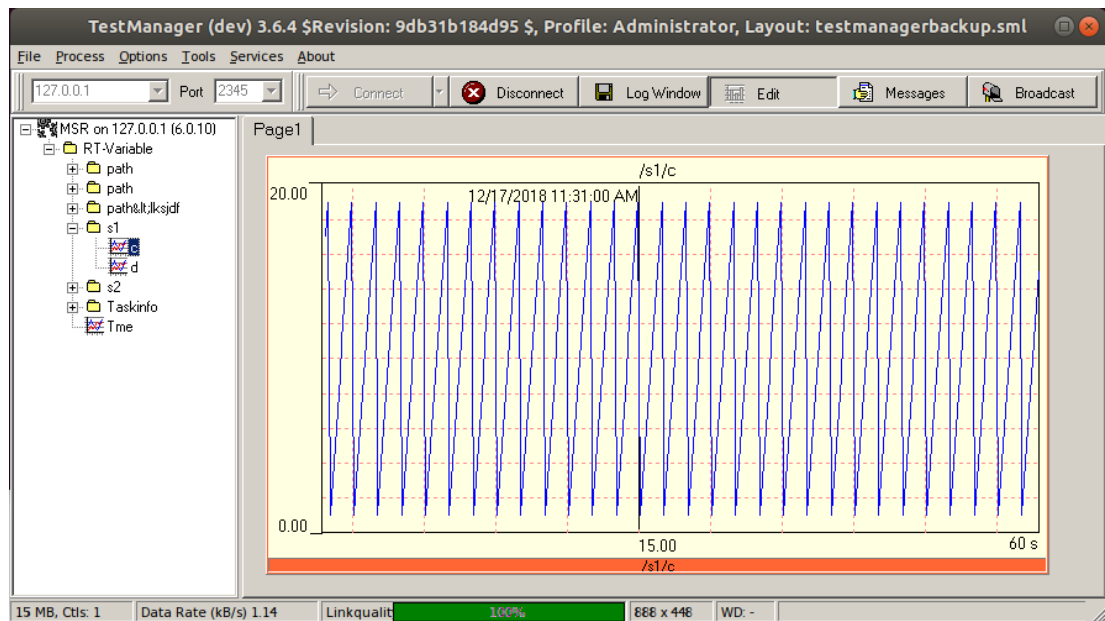 TestManager (dev) 3.6.4 $Revision: 9db31b184d95 $, Profile: Administrator, Layout: testmanagerbackup.sml
File Process Options Tools Services About
127.0.0.1 Port 2345 Connect Disconnect Log Window Edit Messages Broadcast
MSR on 127.0.0.1 (6.0.10)
RT-Variable
path
path
path&lt;lksjdf
s1
c
d
s2
Taskinfo
Tme
Page1
/s1/c
20.00
12/17/2018 11:31:00 AM
0.00
15.00
60 s
/s1/c
15 MB, Ctls: 1 Data Rate (kB/s) 1.14 Linkqualit 100% 888 x 448 WD: -